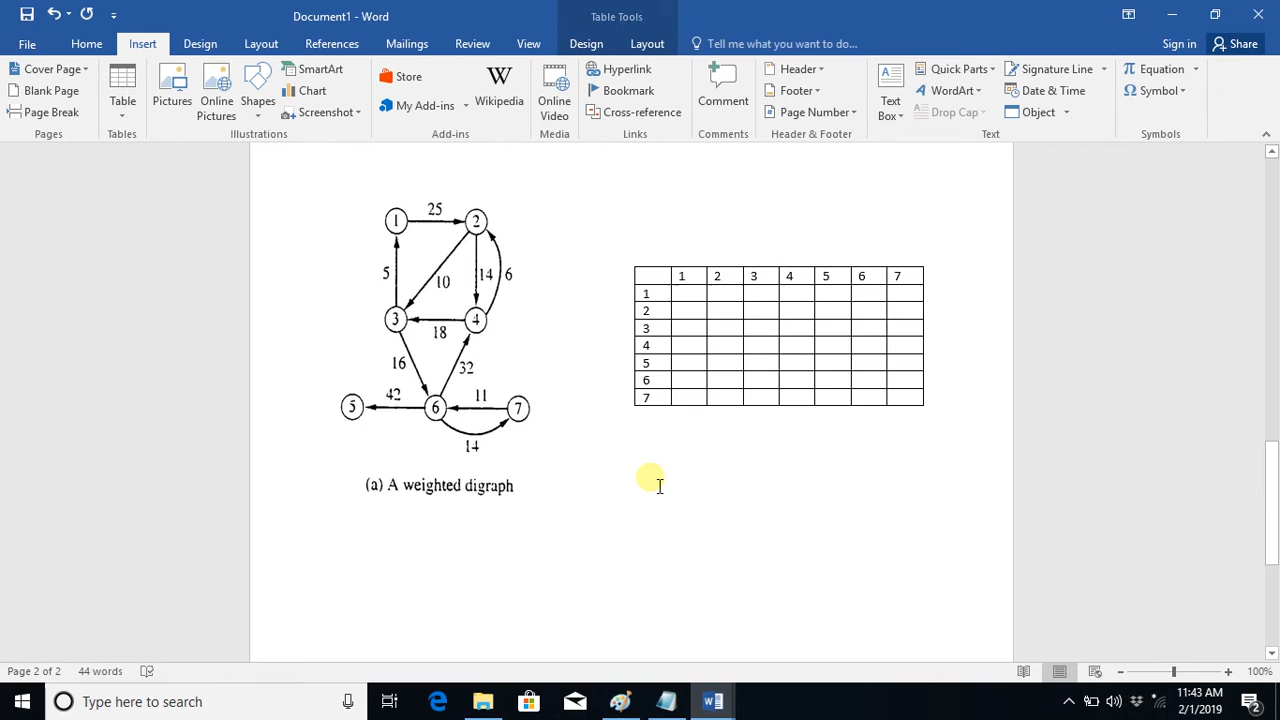 Document1 - Word
Table Tools
File Home Insert Design Layout References Mailings Review View Design Layout Tell me what you want to do... Sign in Share
Cover Page
Blank Page
Page Break
Pages
Table
Tables
Pictures
Online Pictures
Shapes
SmartArt
Chart
Screenshot
Illustrations
Store
My Add-ins
W
Wikipedia
Add-ins
Online Video
Media
Hyperlink
Bookmark
Cross-reference
Links
Comment
Comments
Header
Footer
Page Number
Header & Footer
A
Text Box
Quick Parts
WordArt
Drop Cap
Signature Line
Date & Time
Object
Text
π Equation
Ω Symbol
Symbols
1 25 2
5 10 14 6
3 18 4
16 32
5 42 6 11 7
14
(a) A weighted digraph
1 2 3 4 5 6 7
1
2
3
4
5
6
7
Page 2 of 2 44 words 100%
Type here to search
11:43 AM
2/1/2019
2